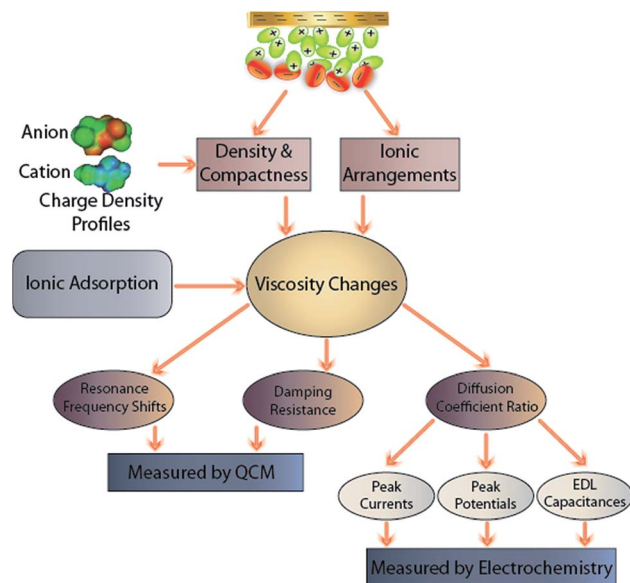 Anion
Cation
Charge Density
Profiles
Density &
Compactness
Ionic
Arrangements
Ionic Adsorption
Viscosity Changes
Resonance
Frequency Shifts
Damping
Resistance
Diffusion
Coefficient Ratio
Measured by QCM
Peak
Currents
Peak
Potentials
EDL
Capacitances
Measured by Electrochemistry